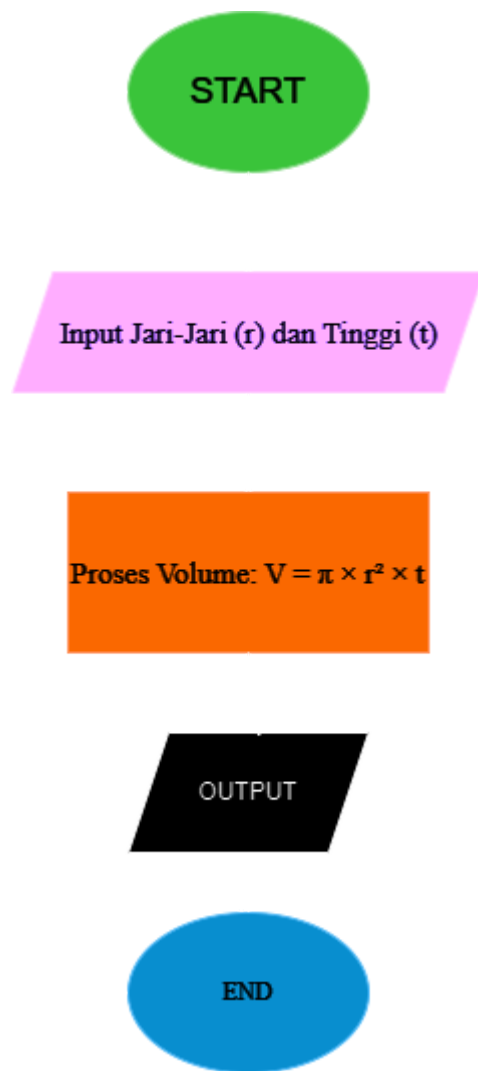 START
Input Jari-Jari (r) dan Tinggi (t)
Proses Volume: V = π × r² × t
OUTPUT
END